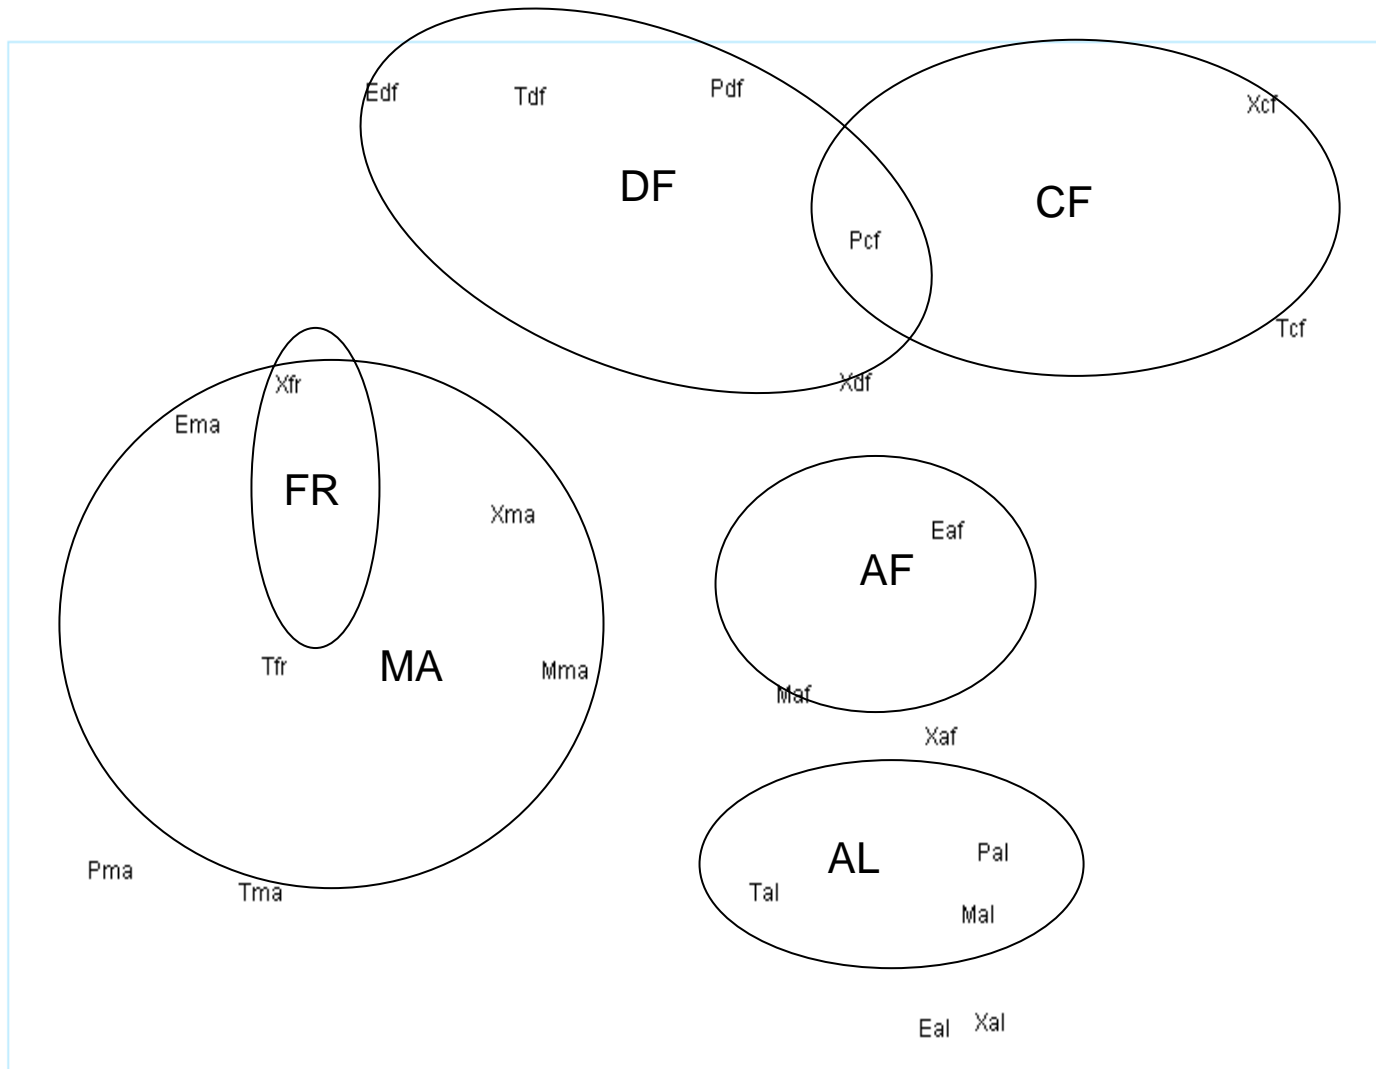 Edf
Tdf
Pdf
Xcf
DF
CF
Pcf
Tcf
Xdf
Xfr
Ema
FR
Xma
Eaf
AF
Tfr
MA
Mma
Maf
Xaf
Pma
Tma
AL
Pal
Tal
Mal
Eal
Xal